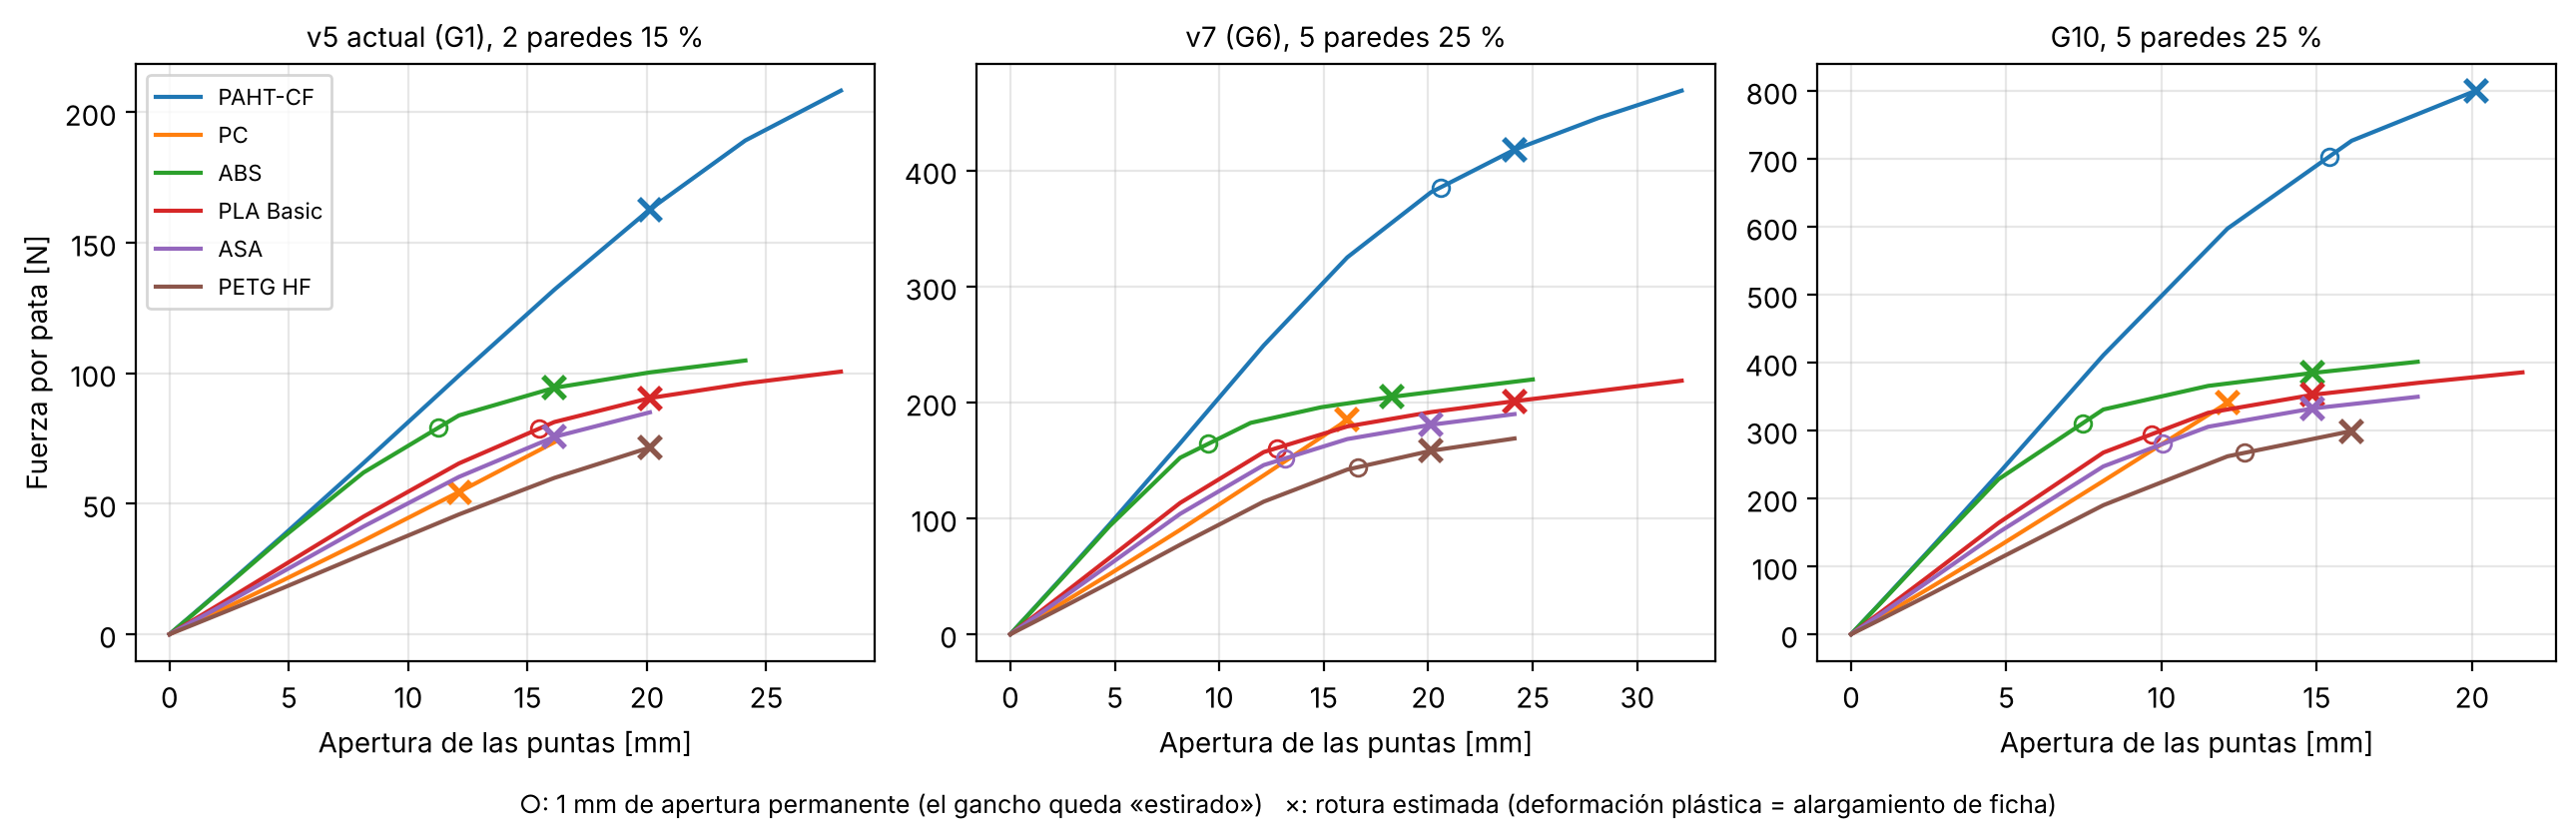 v5 actual (G1), 2 paredes 15 %
v7 (G6), 5 paredes 25 %
G10, 5 paredes 25 %
Fuerza por pata [N]
200
150
100
50
0
PAHT-CF
PC
ABS
PLA Basic
ASA
PETG HF
0 5 10 15 20 25
Apertura de las puntas [mm]
400
300
200
100
0
0 5 10 15 20 25 30
Apertura de las puntas [mm]
800
700
600
500
400
300
200
100
0
0 5 10 15 20
Apertura de las puntas [mm]
○: 1 mm de apertura permanente (el gancho queda «estirado») ×: rotura estimada (deformación plástica = alargamiento de ficha)